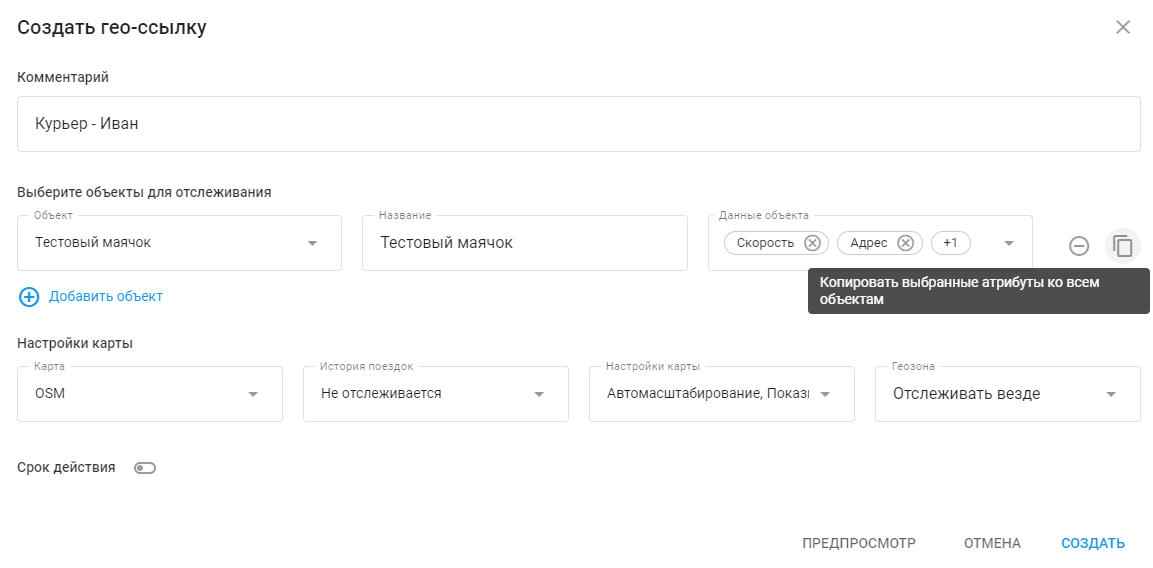 Создать гео-ссылку
Комментарий
Курьер - Иван
Выберите объекты для отслеживания
Объект
Тестовый маячок
Название
Тестовый маячок
Данные объекта
Скорость
Адрес
+1
Копировать выбранные атрибуты ко всем
объектам
Добавить объект
Настройки карты
Карта
OSM
История поездок
Не отслеживается
Настройки карты
Автомасштабирование,
Геозона
Отслеживать везде
Срок действия
ПРЕДПРОСМОТР
ОТМЕНА
СОЗДАТЬ